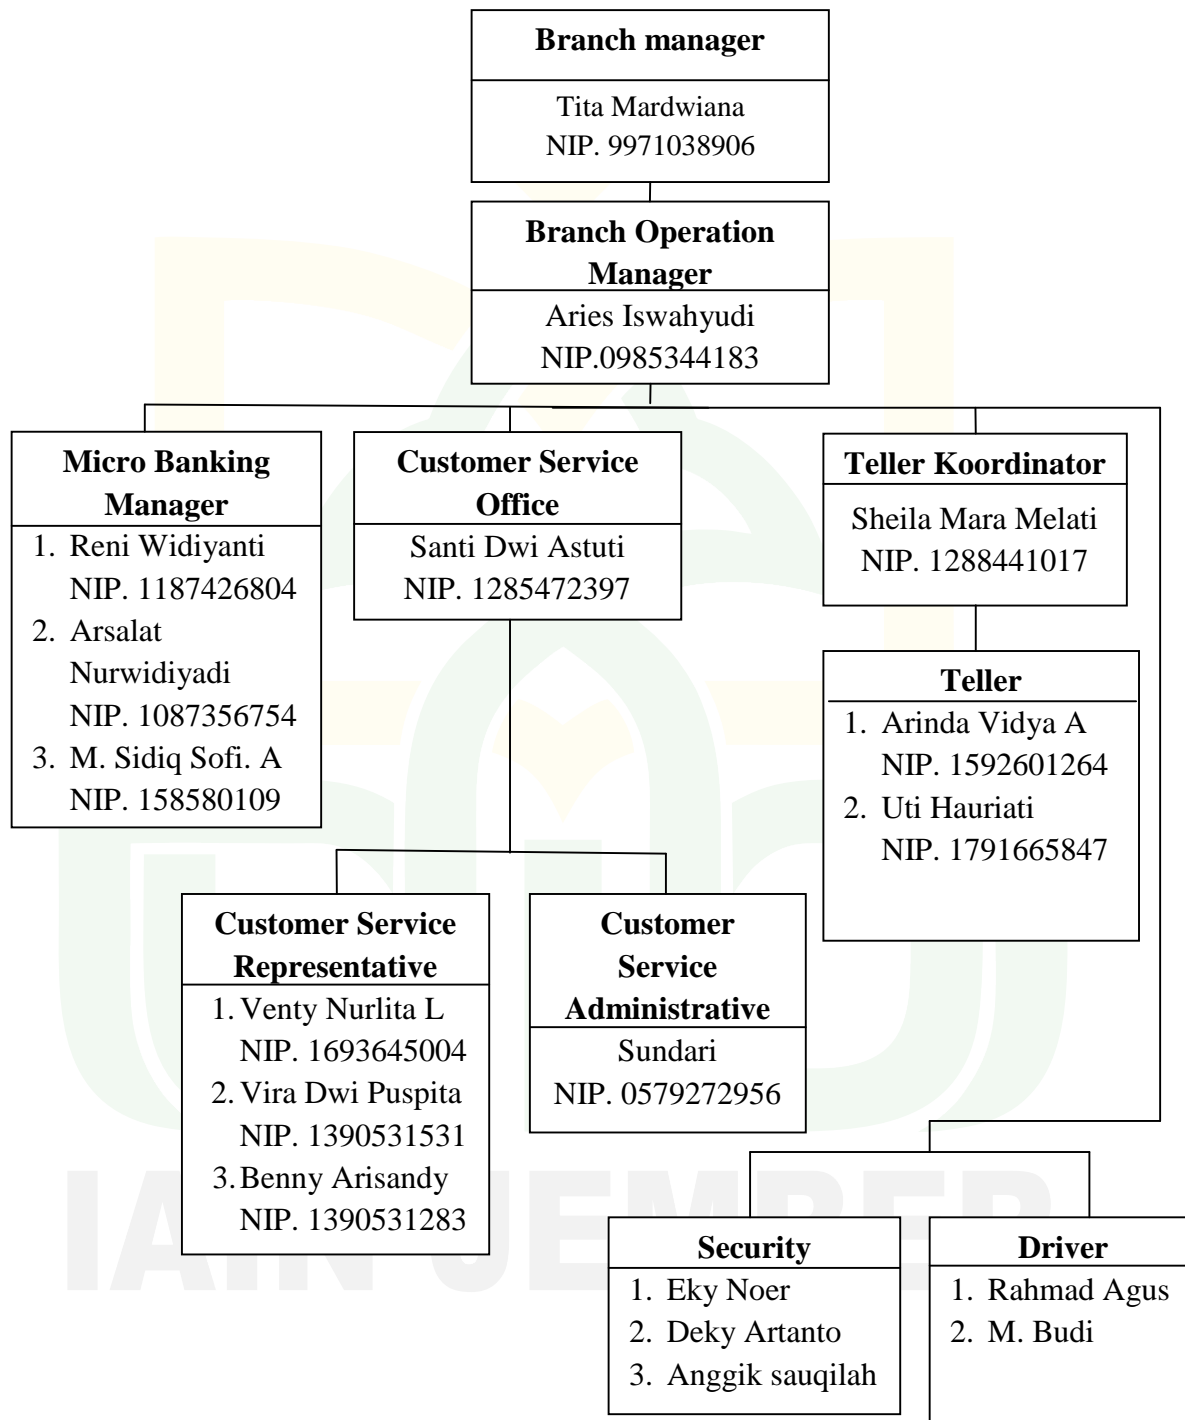 Branch manager
Tita Mardwiana
NIP. 9971038906
Branch Operation
Manager
Aries Iswahyudi
NIP.0985344183
Micro Banking
Manager
1. Reni Widiyanti
NIP. 1187426804
2. Arsalat
Nurwidiyadi
NIP. 1087356754
3. M. Sidiq Sofi. A
NIP. 158580109
Customer Service
Office
Santi Dwi Astuti
NIP. 1285472397
Teller Koordinator
Sheila Mara Melati
NIP. 1288441017
Teller
1. Arinda Vidya A
NIP. 1592601264
2. Uti Hauriati
NIP. 1791665847
Customer Service
Representative
1. Venty Nurlita L
NIP. 1693645004
2. Vira Dwi Puspita
NIP. 1390531531
3. Benny Arisandy
NIP. 1390531283
Customer
Service
Administrative
Sundari
NIP. 0579272956
Security
1. Eky Noer
2. Deky Artanto
3. Anggik sauqilah
Driver
1. Rahmad Agus
2. M. Budi
IAIN JEMBER